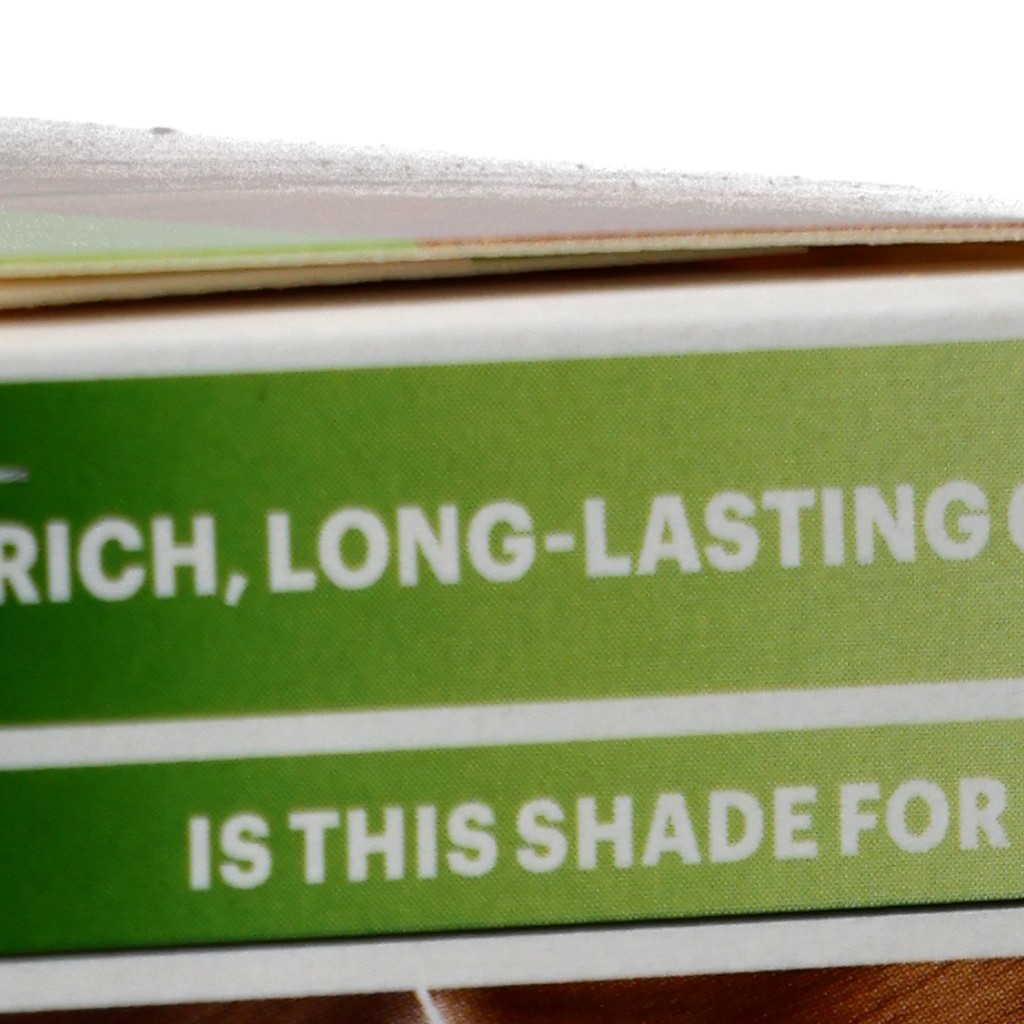 RICH, LONG-LASTING
IS THIS SHADE FOR